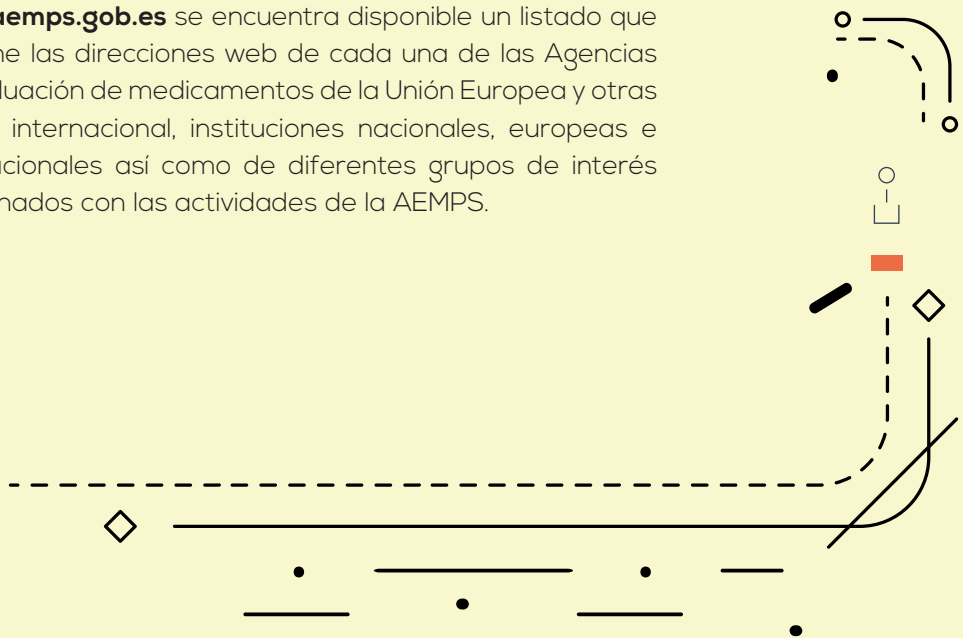 aemps.gob.es se encuentra disponible un listado que
ne las direcciones web de cada una de las Agencias
luación de medicamentos de la Unión Europea y otras
internacional, instituciones nacionales, europeas e
acionales así como de diferentes grupos de interés
nados con las actividades de la AEMPS.